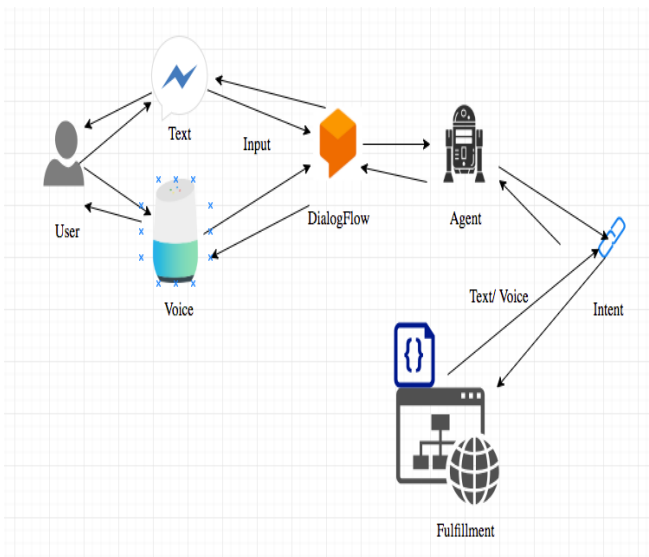 Text
Input
User
DialogFlow
Agent
Voice
Text/ Voice
Intent
{}
Fulfillment